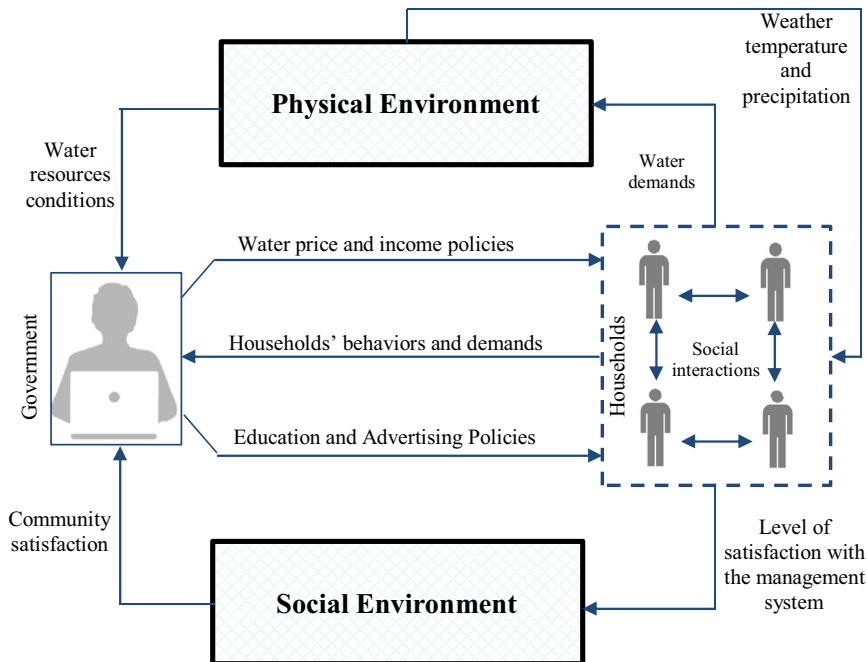 Weather
temperature
and
precipitation
Physical Environment
Water
resources
conditions
Water
demands
Water price and income policies
Government
Households’ behaviors and demands
Households
Social
interactions
Education and Advertising Policies
Community
satisfaction
Level of
satisfaction with
the management
system
Social Environment